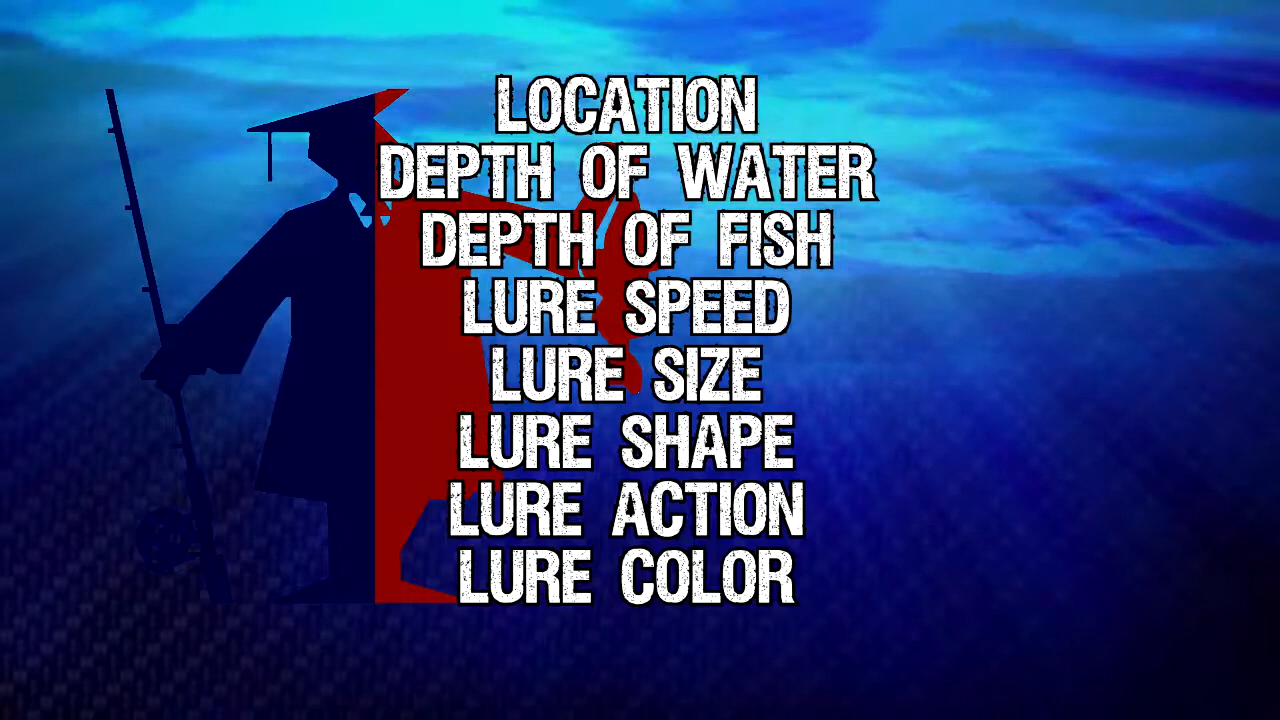 LOCATION
DEPTH OF WATER
DEPTH OF FISH
LURE SPEED
LURE SIZE
LURE SHAPE
LURE ACTION
LURE COLOR